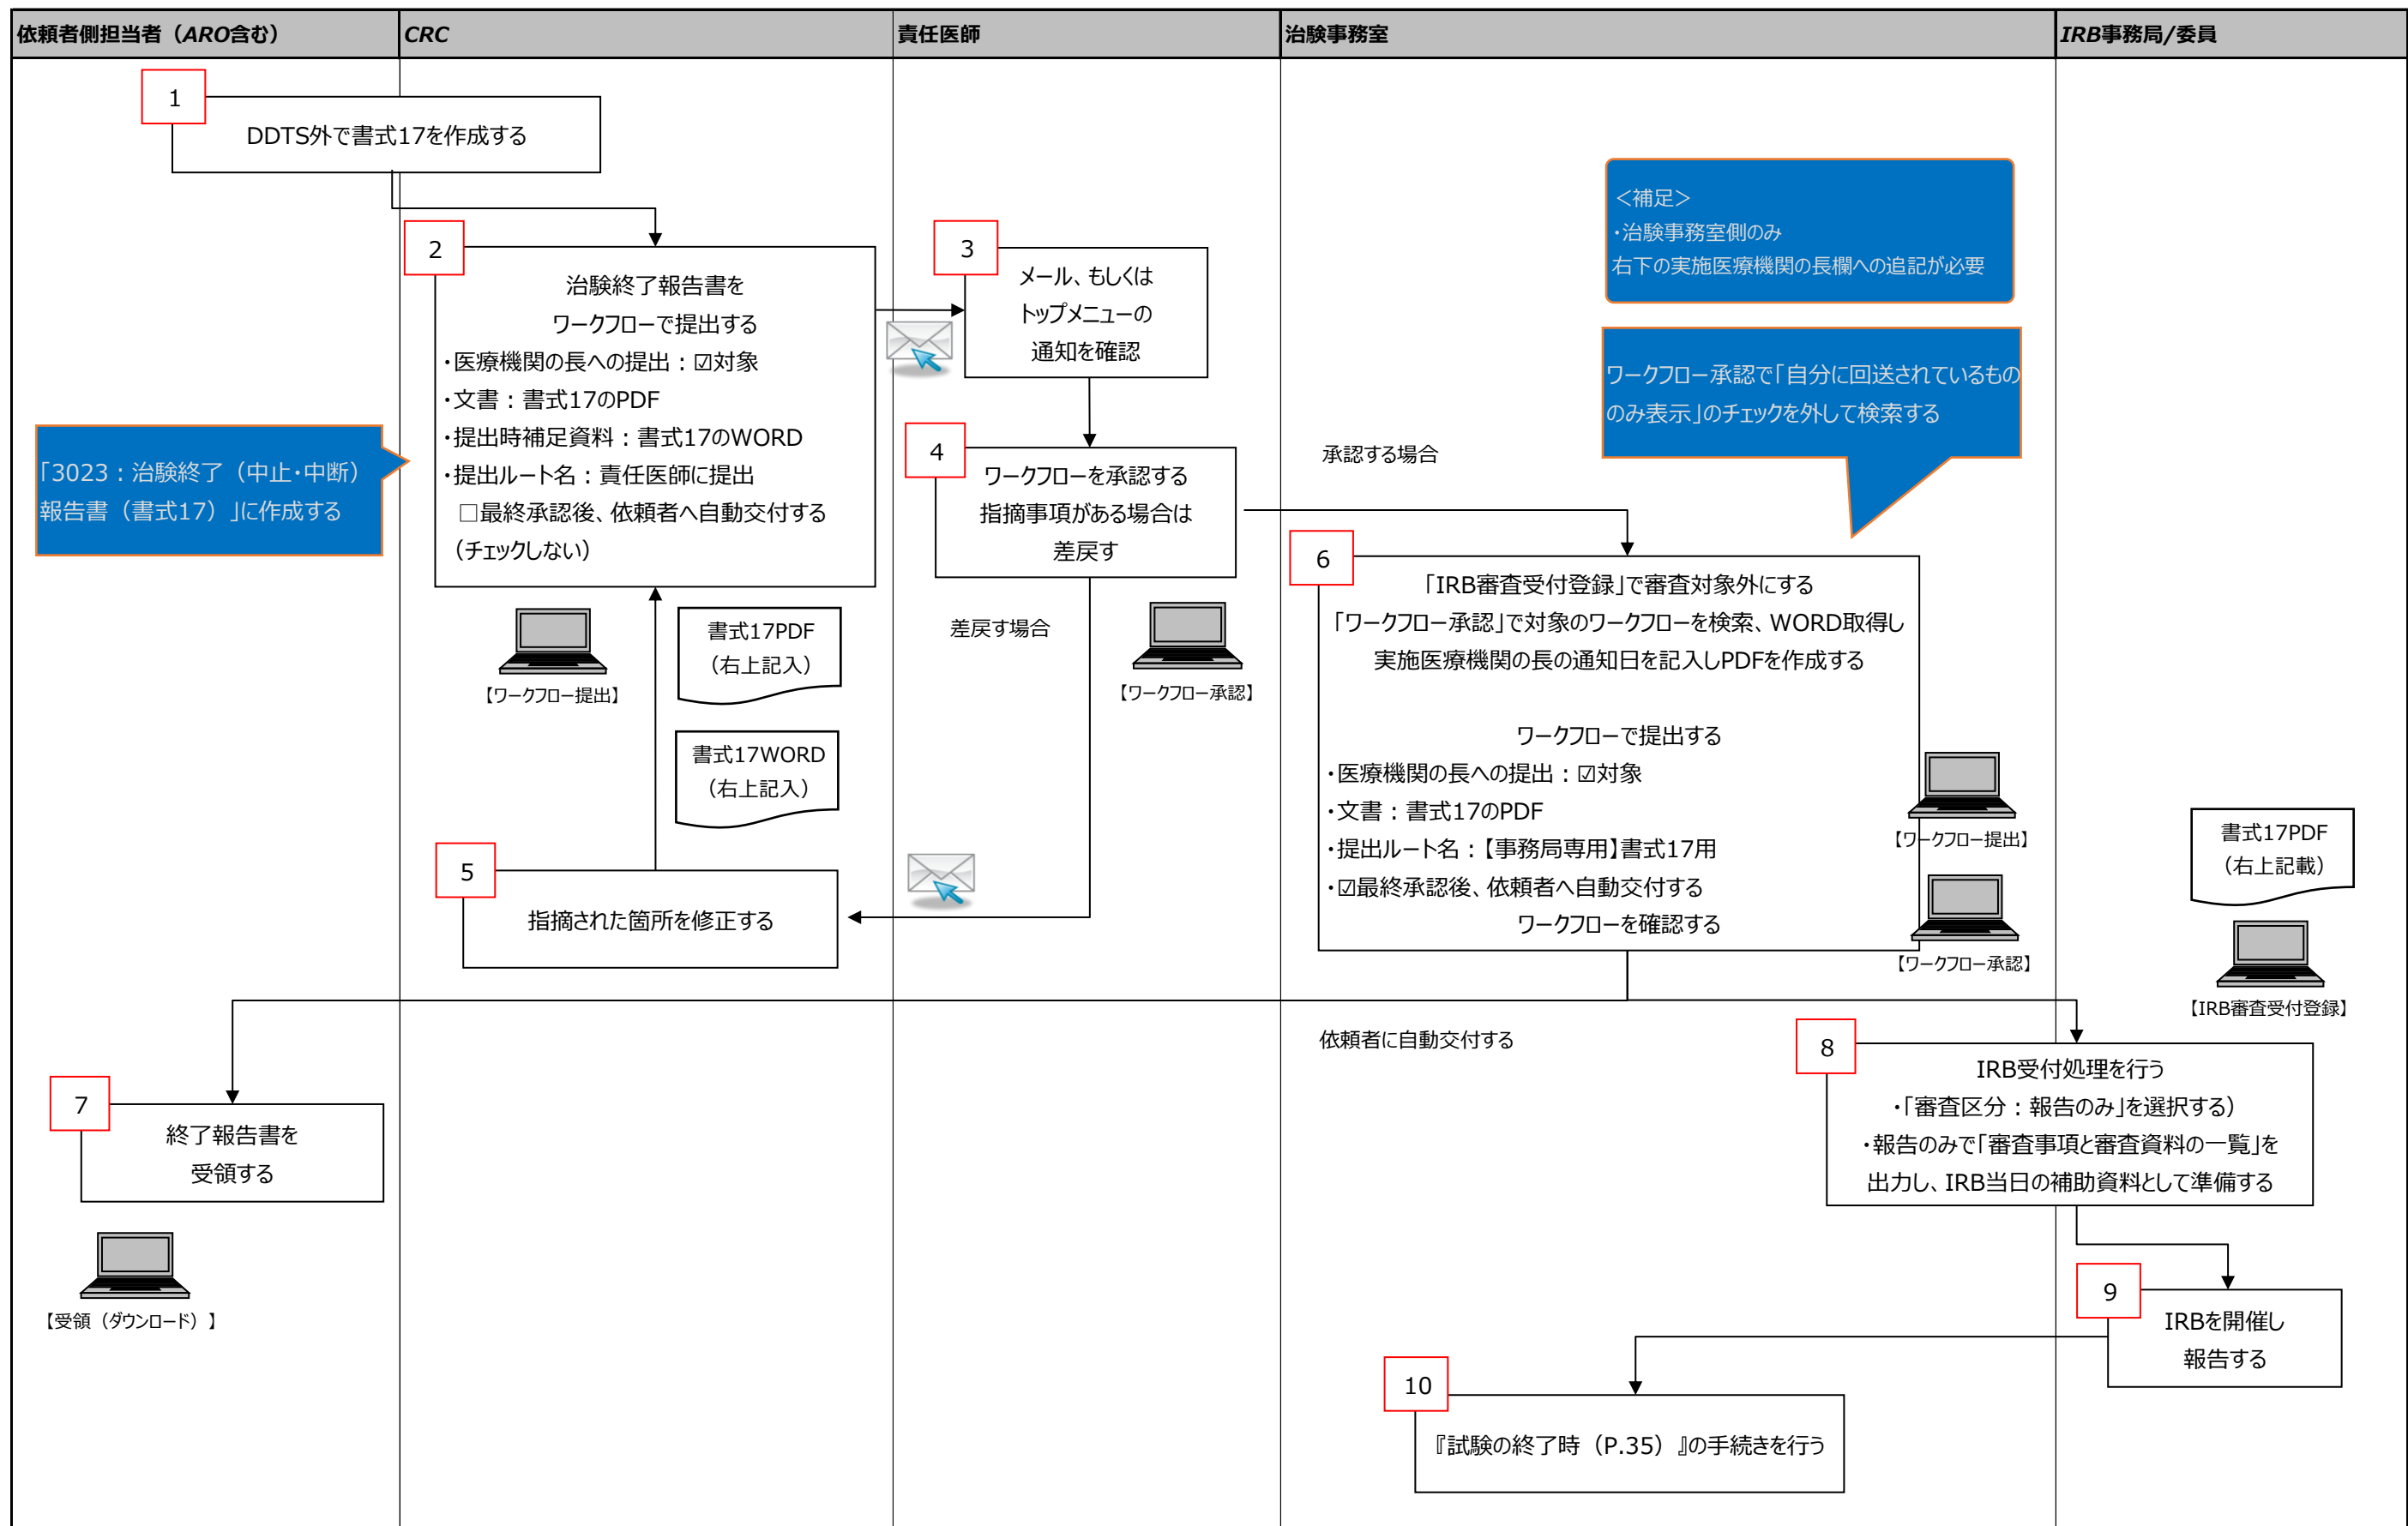 依頼者側担当者（ARO含む）
CRC
責任医師
治験事務室
IRB事務局/委員
1
DDTS外で書式17を作成する
2
治験終了報告書を
ワークフローで提出する
・医療機関の長への提出：☑対象
・文書：書式17のPDF
・提出時補足資料：書式17のWORD
・提出ルート名：責任医師に提出
□最終承認後、依頼者へ自動交付する
（チェックしない）
「3023：治験終了（中止・中断）
報告書（書式17）」に作成する
【ワークフロー提出】
書式17PDF
（右上記入）
書式17WORD
（右上記入）
3
メール、もしくは
トップメニューの
通知を確認
4
ワークフローを承認する
指摘事項がある場合は
差戻す
承認する場合
差戻す場合
【ワークフロー承認】
5
指摘された箇所を修正する
＜補足＞
・治験事務室側のみ
右下の実施医療機関の長欄への追記が必要
ワークフロー承認で「自分に回送されているもの
のみ表示」のチェックを外して検索する
6
「IRB審査受付登録」で審査対象外にする
「ワークフロー承認」で対象のワークフローを検索、WORD取得し
実施医療機関の長の通知日を記入しPDFを作成する
ワークフローで提出する
・医療機関の長への提出：☑対象
・文書：書式17のPDF
・提出ルート名：【事務局専用】書式17用
・☑最終承認後、依頼者へ自動交付する
ワークフローを確認する
【ワークフロー提出】
【ワークフロー承認】
書式17PDF
（右上記載）
【IRB審査受付登録】
依頼者に自動交付する
7
終了報告書を
受領する
【受領（ダウンロード）】
8
IRB受付処理を行う
・「審査区分：報告のみ」を選択する）
・報告のみで「審査事項と審査資料の一覧」を
出力し、IRB当日の補助資料として準備する
9
IRBを開催し
報告する
10
『試験の終了時（P.35）』の手続きを行う